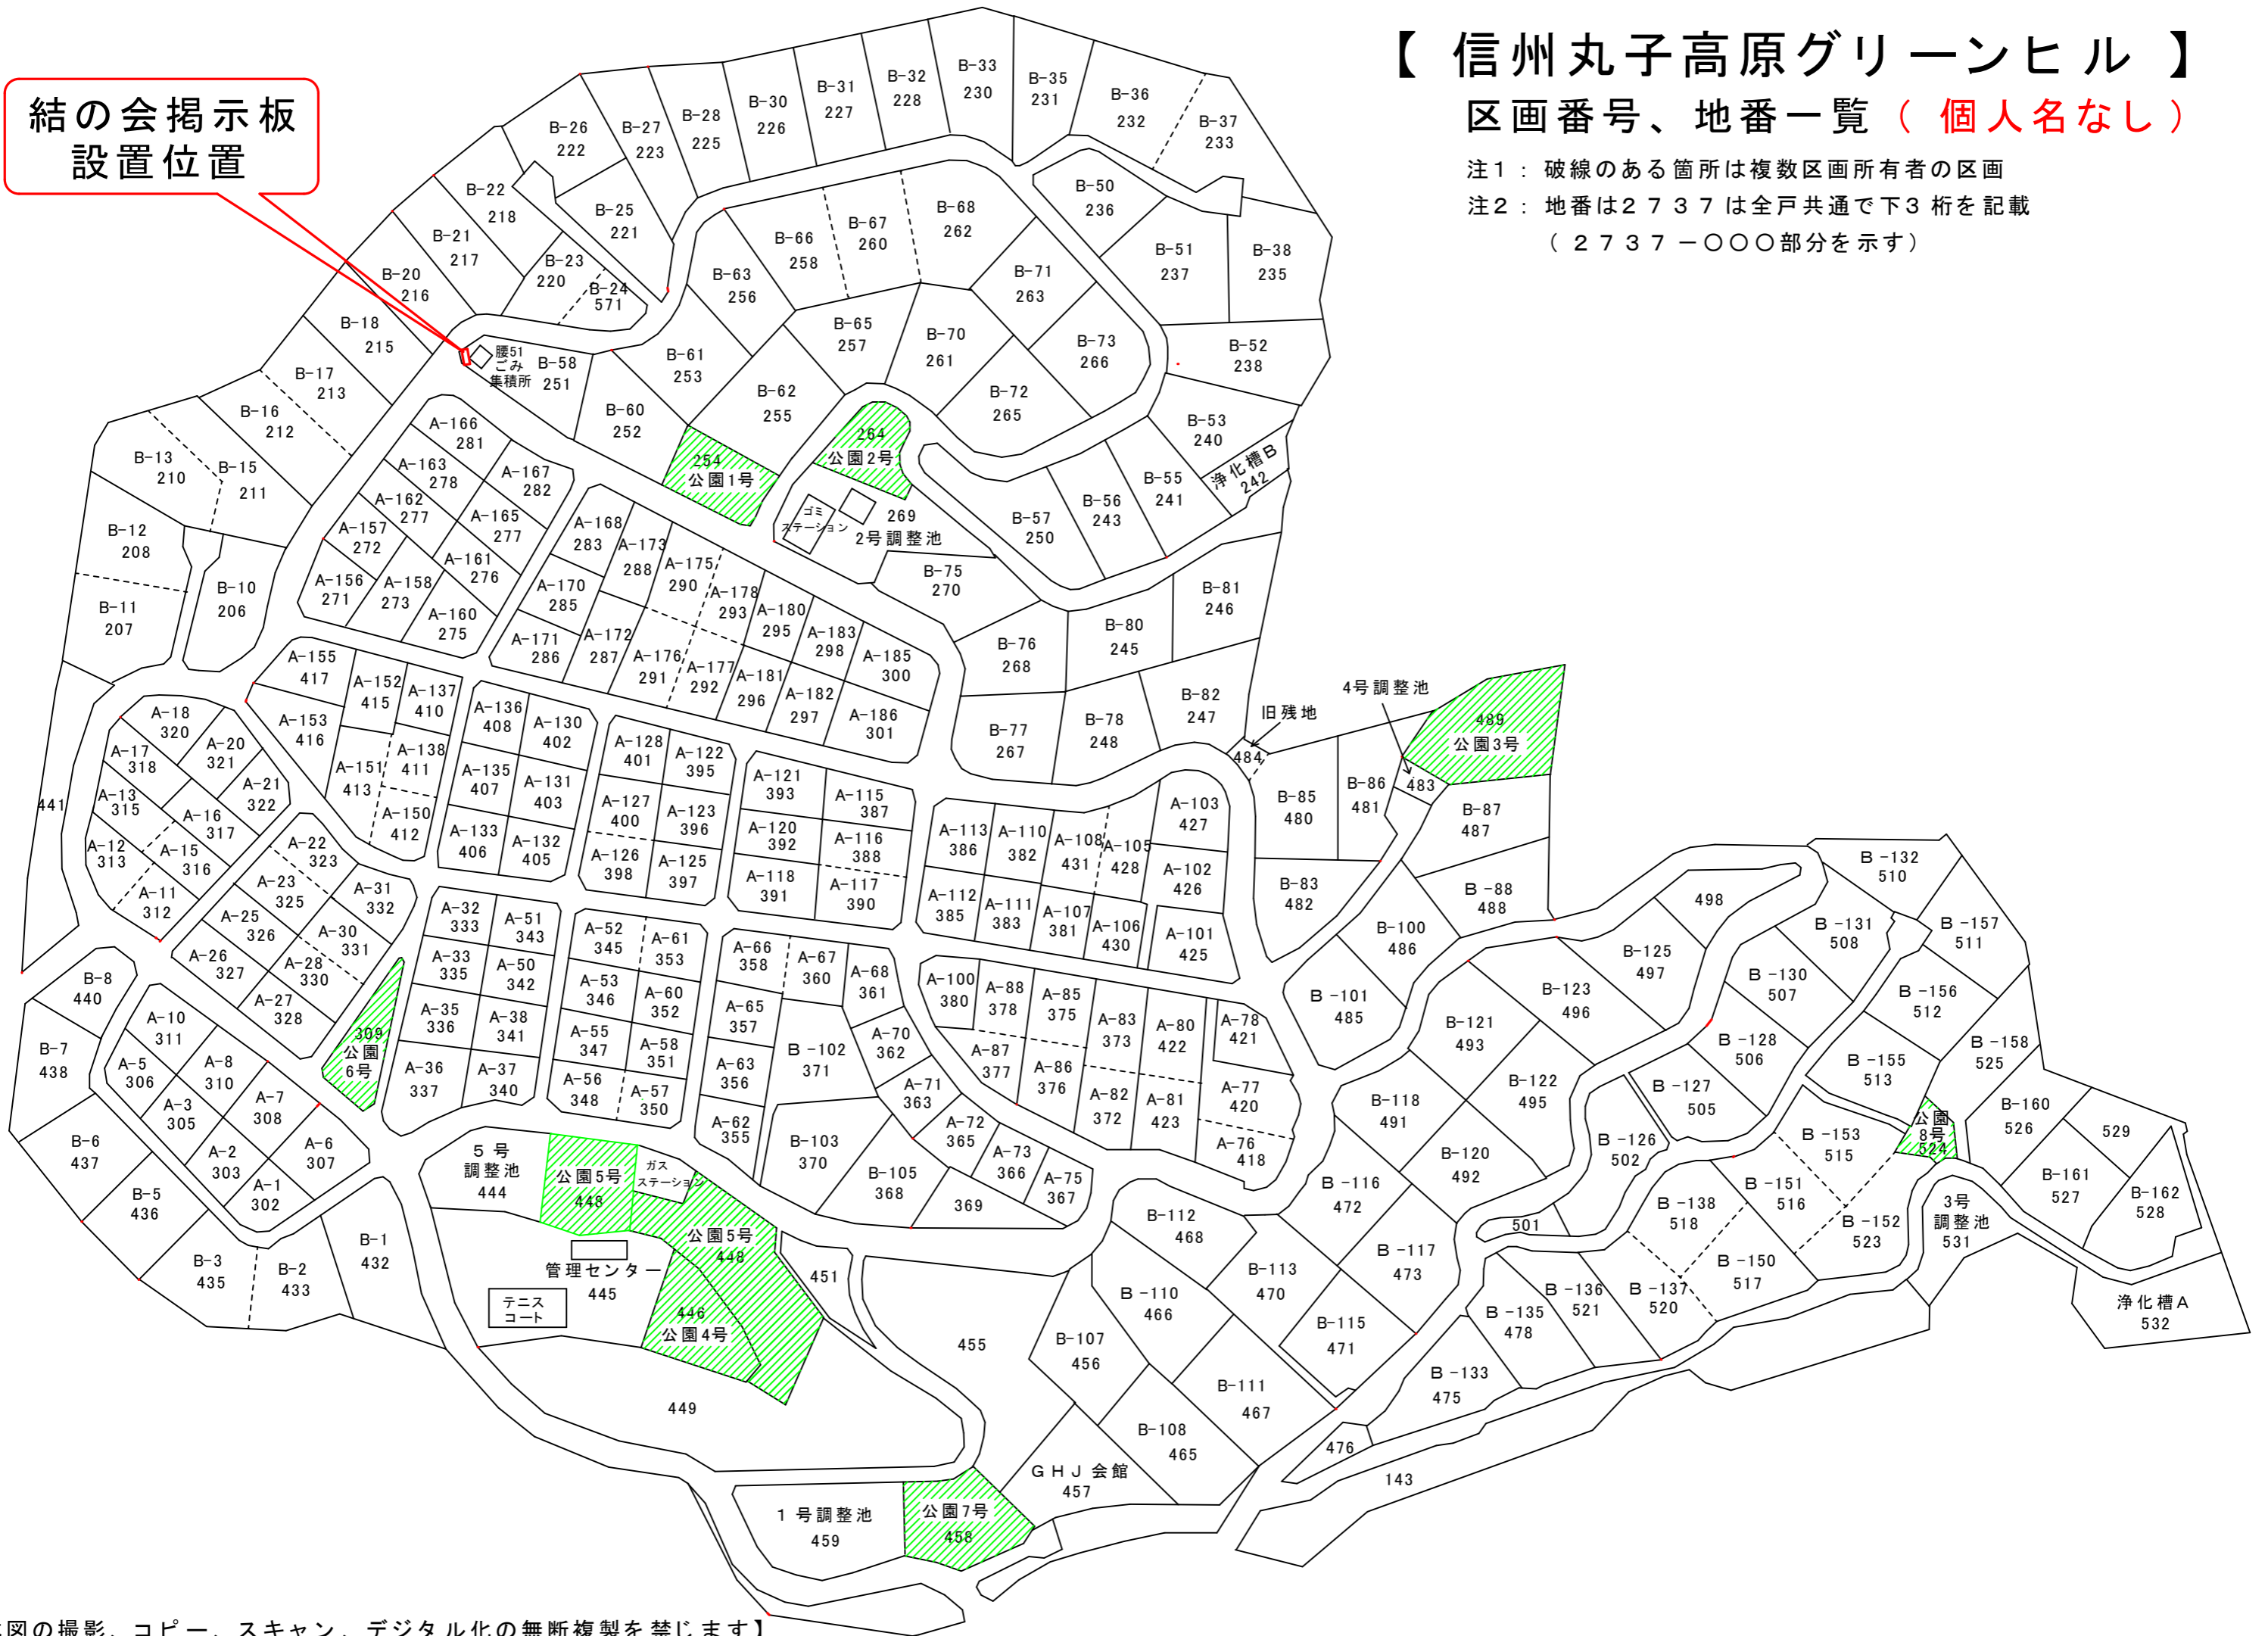 【 信州丸子高原グリーンヒル 】
区画番号、地番一覧（ 個人名なし ）
注1 : 破線のある箇所は複数区画所有者の区画
注2 : 地番は２７３７は全戸共通で下3桁を記載
（ ２７３７－〇〇〇部分を示す）
結の会掲示板
設置位置
B-33
230
B-35
231
B-32
228
B-31
227
B-30
226
B-28
225
B-27
223
B-26
222
B-36
232
B-37
233
B-22
218
B-25
221
B-21
217
B-23
220
B-24
571
B-20
216
B-18
215
B-17
213
B-16
212
B-15
211
B-13
210
B-12
208
B-11
207
B-10
206
B-50
236
B-51
237
B-38
235
B-52
238
B-53
240
浄化槽B
242
B-55
241
B-56
243
B-57
250
B-68
262
B-67
260
B-66
258
B-63
256
B-65
257
B-71
263
B-70
261
B-73
266
B-72
265
B-61
253
B-62
255
B-60
252
B-58
251
腰51
ごみ
集積所
254
公園1号
264
公園2号
ゴミ
ステーション
269
2号調整池
B-75
270
B-76
268
B-77
267
B-78
248
B-80
245
B-81
246
B-82
247
A-166
281
A-167
282
A-163
278
A-162
277
A-165
277
A-157
272
A-161
276
A-156
271
A-158
273
A-160
275
A-168
283
A-173
288
A-175
290
A-178
293
A-180
295
A-183
298
A-185
300
A-170
285
A-171
286
A-172
287
A-176
291
A-177
292
A-181
296
A-182
297
A-186
301
A-155
417
A-152
415
A-137
410
A-153
416
A-151
413
A-138
411
A-150
412
A-136
408
A-130
402
A-135
407
A-131
403
A-133
406
A-132
405
A-128
401
A-122
395
A-127
400
A-123
396
A-126
398
A-125
397
A-121
393
A-115
387
A-120
392
A-116
388
A-118
391
A-117
390
A-113
386
A-110
382
A-108
431
A-105
428
A-103
427
A-102
426
A-112
385
A-111
383
A-107
381
A-106
430
A-101
425
A-18
320
A-20
321
A-17
318
A-21
322
A-13
315
A-16
317
A-12
313
A-15
316
A-11
312
441
A-22
323
A-23
325
A-31
332
A-25
326
A-30
331
A-26
327
A-28
330
A-27
328
A-32
333
A-51
343
A-33
335
A-50
342
A-35
336
A-38
341
A-36
337
A-37
340
309
公園
6号
A-52
345
A-61
353
A-53
346
A-60
352
A-55
347
A-58
351
A-56
348
A-57
350
A-66
358
A-67
360
A-68
361
A-65
357
A-63
356
A-62
355
B-102
371
A-70
362
A-71
363
A-72
365
A-73
366
A-75
367
B-103
370
B-105
368
369
A-100
380
A-88
378
A-85
375
A-83
373
A-80
422
A-78
421
A-87
377
A-86
376
A-82
372
A-81
423
A-77
420
A-76
418
B-8
440
B-7
438
B-6
437
B-5
436
B-3
435
B-2
433
B-1
432
A-10
311
A-5
306
A-8
310
A-3
305
A-7
308
A-2
303
A-6
307
A-1
302
5 号
調整池
444
公園5号
448
ガス
ステーション
公園5号
448
管理センター
445
テニス
コート
446
公園4号
449
451
455
1 号調整池
459
公園7号
458
GHJ 会館
457
旧残地
484
4号調整池
483
489
公園3号
B-85
480
B-86
481
B-87
487
B-83
482
B-88
488
B-100
486
B-101
485
498
B-125
497
B-123
496
B-121
493
B-122
495
B-118
491
B-120
492
B-116
472
B-117
473
B-112
468
B-113
470
B-110
466
B-115
471
B-107
456
B-111
467
B-108
465
B-132
510
B-131
508
B-157
511
B-130
507
B-156
512
B-128
506
B-155
513
B-158
525
B-127
505
B-126
502
B-153
515
公園
8号
524
B-160
526
529
B-161
527
B-162
528
B-138
518
B-151
516
B-152
523
3号
調整池
531
B-150
517
501
B-136
521
B-137
520
B-135
478
B-133
475
476
143
浄化槽A
532
図の撮影、コピー、スキャン、デジタル化の無断複製を禁じます】